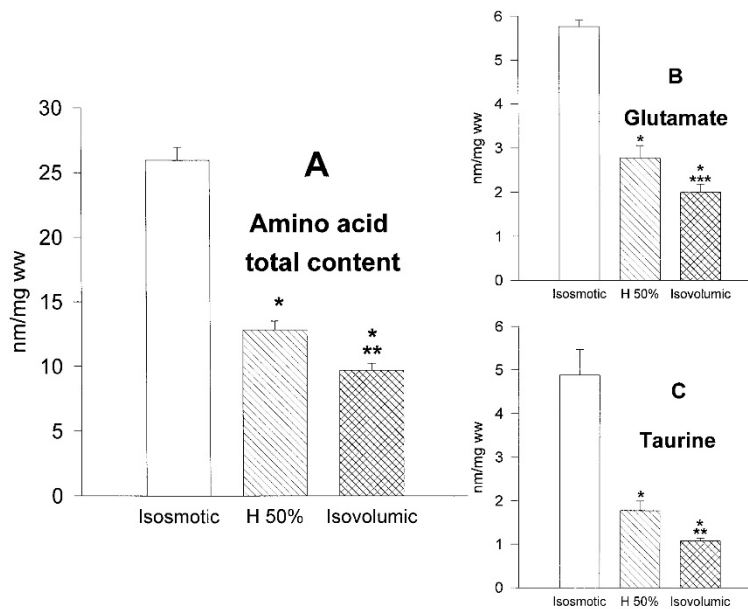 A
Amino acid
total content
nm/mg ww
30
25
20
15
10
5
0
*
*
**
Isosmotic H 50% Isovolumic
B
Glutamate
nm/mg ww
6
5
4
3
2
1
0
*
*
***
Isosmotic H 50% Isovolumic
C
Taurine
nm/mg ww
6
5
4
3
2
1
0
*
*
**
Isosmotic H 50% Isovolumic